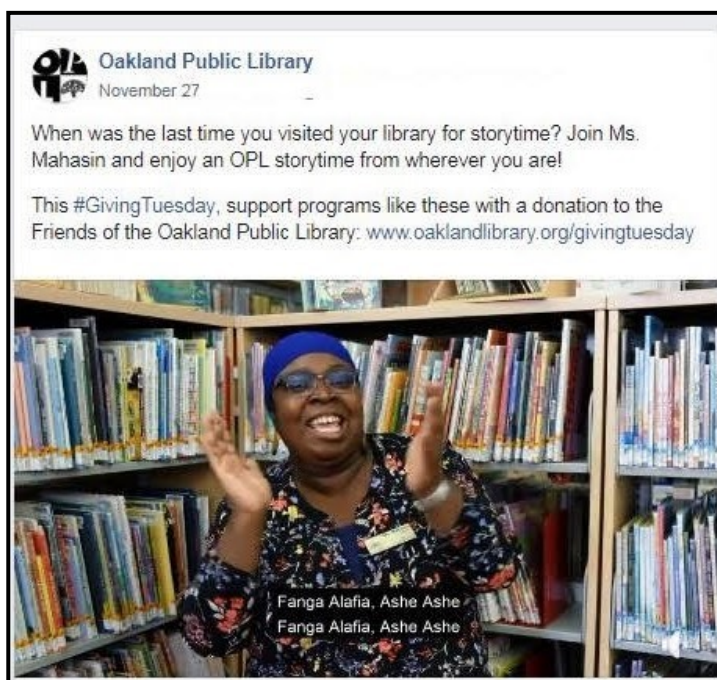 Oakland Public Library
November 27
When was the last time you visited your library for storytime? Join Ms.
Mahasin and enjoy an OPL storytime from wherever you are!
This #GivingTuesday, support programs like these with a donation to the
Friends of the Oakland Public Library: www.oaklandlibrary.org/givingtuesday
Fanga Alafia, Ashe Ashe
Fanga Alafia, Ashe Ashe